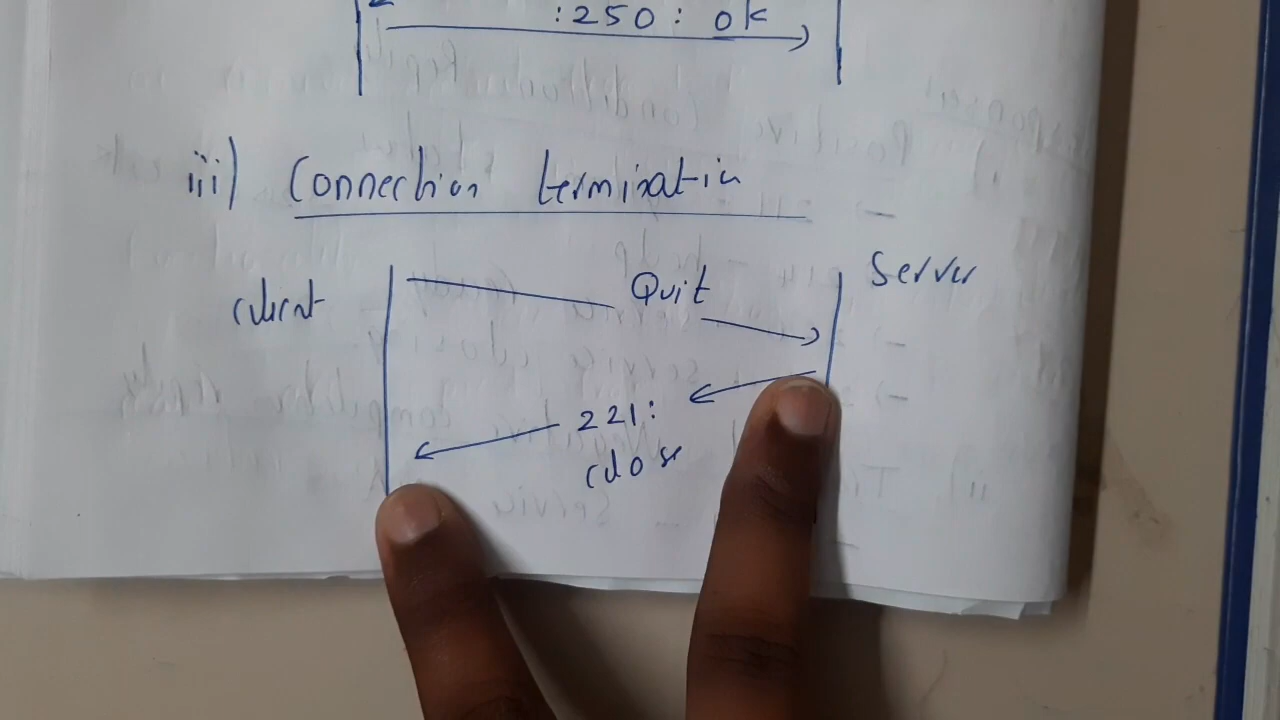 :250: ok
iii) Connection termination
Client Quit Server
221:
close